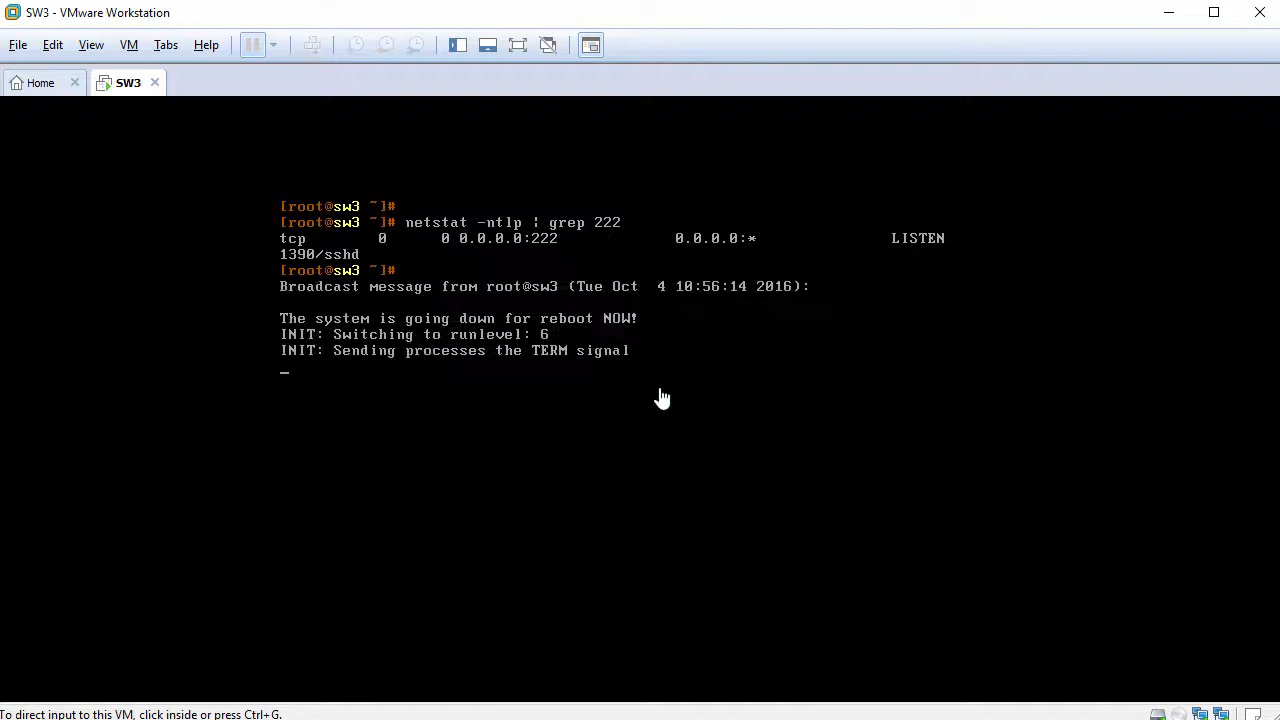 SW3 - VMware Workstation
File Edit View VM Tabs Help
Home SW3
[root@sw3 ~]#
[root@sw3 ~]# netstat -ntlp | grep 222
tcp 0 0 0.0.0.0:222 0.0.0.0:* LISTEN
1390/sshd
[root@sw3 ~]#
Broadcast message from root@sw3 (Tue Oct 4 10:56:14 2016):
The system is going down for reboot NOW!
INIT: Switching to runlevel: 6
INIT: Sending processes the TERM signal
To direct input to this VM, click inside or press Ctrl+G.